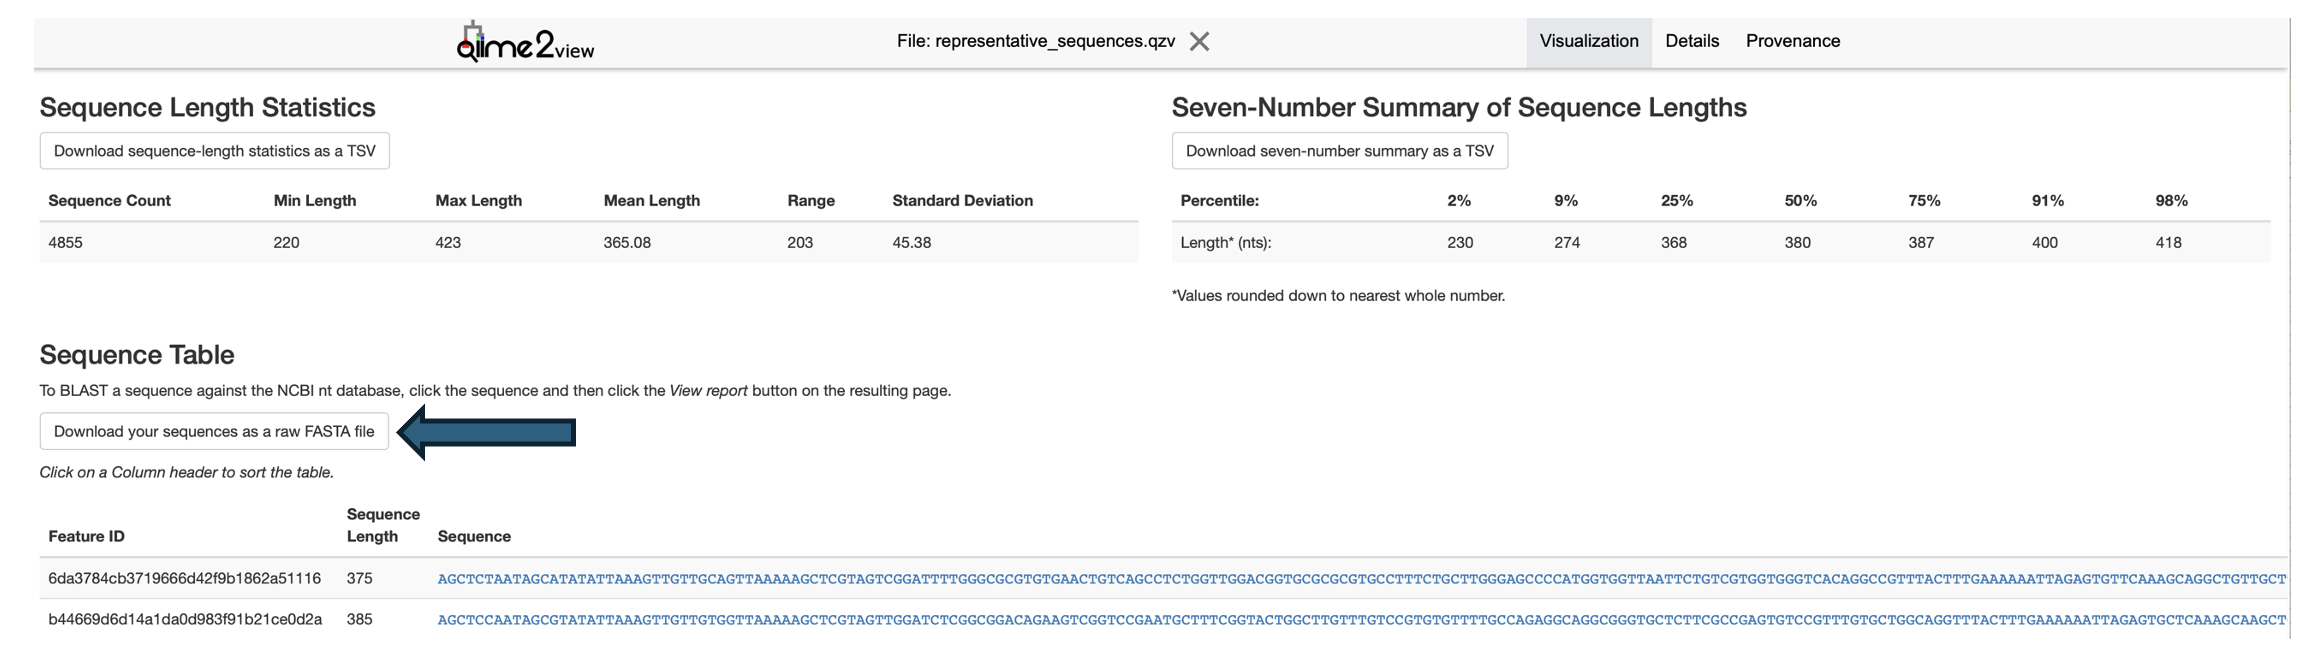 qiime2view
File: representative_sequences.qzv
Visualization Details Provenance
Sequence Length Statistics
Download sequence-length statistics as a TSV
Sequence Count Min Length Max Length Mean Length Range Standard Deviation
4855 220 423 365.08 203 45.38
Seven-Number Summary of Sequence Lengths
Download seven-number summary as a TSV
Percentile: 2% 9% 25% 50% 75% 91% 98%
Length* (nts): 230 274 368 380 387 400 418
*Values rounded down to nearest whole number.
Sequence Table
To BLAST a sequence against the NCBI nt database, click the sequence and then click the View report button on the resulting page.
Download your sequences as a raw FASTA file
Click on a Column header to sort the table.
Feature ID Sequence Length Sequence
6da3784cb3719666d42f9b1862a51116 375 AGCTCTAATAGCATATATTAAAGTTGTTGCAGTTAAAAAGCTCGTAGTCGGATTTTGGGCGCGTGTGAACTGTCAGCCTCTGGTTGGACGGTGCGCGCGTGCCTTTCTGCTTGGGAGCCCCATGGTGGTTAATTCTGTCGTGGTGGGTCACAGGCCGTTTACTTTGAAAAAATTAGAGTGTTCAAAGCAGGCTGTTGCT
b44669d6d14a1da0d983f91b21ce0d2a 385 AGCTCCAATAGCGTATATTAAAGTTGTTGTGGTTAAAAAGCTCGTAGTTGGATCTCGGCGGACAGAAGTCGGTCCGAATGCTTTCGGTACTGGCTTGTTTGTCCGTGTGTTTTGCCAGAGGCAGGCGGGTGCTCTTCGCCGAGTGTCCGTTTGTGCTGGCAGGTTTACTTTGAAAAAATTAGAGTGCTCAAAGCAAGCT